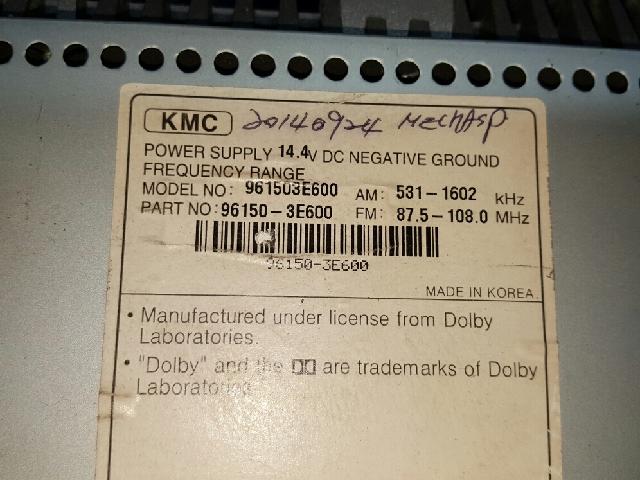 KMC 20140924 MECHASP
POWER SUPPLY 14.4V DC NEGATIVE GROUND
FREQUENCY RANGE
MODEL NO: 961503E600 AM: 531-1602 kHz
PART NO: 96150-3E600 FM: 87.5-108.0 MHz
96150-3E600
MADE IN KOREA
• Manufactured under license from Dolby
Laboratories.
• "Dolby" and the are trademarks of Dolby
Laboratories